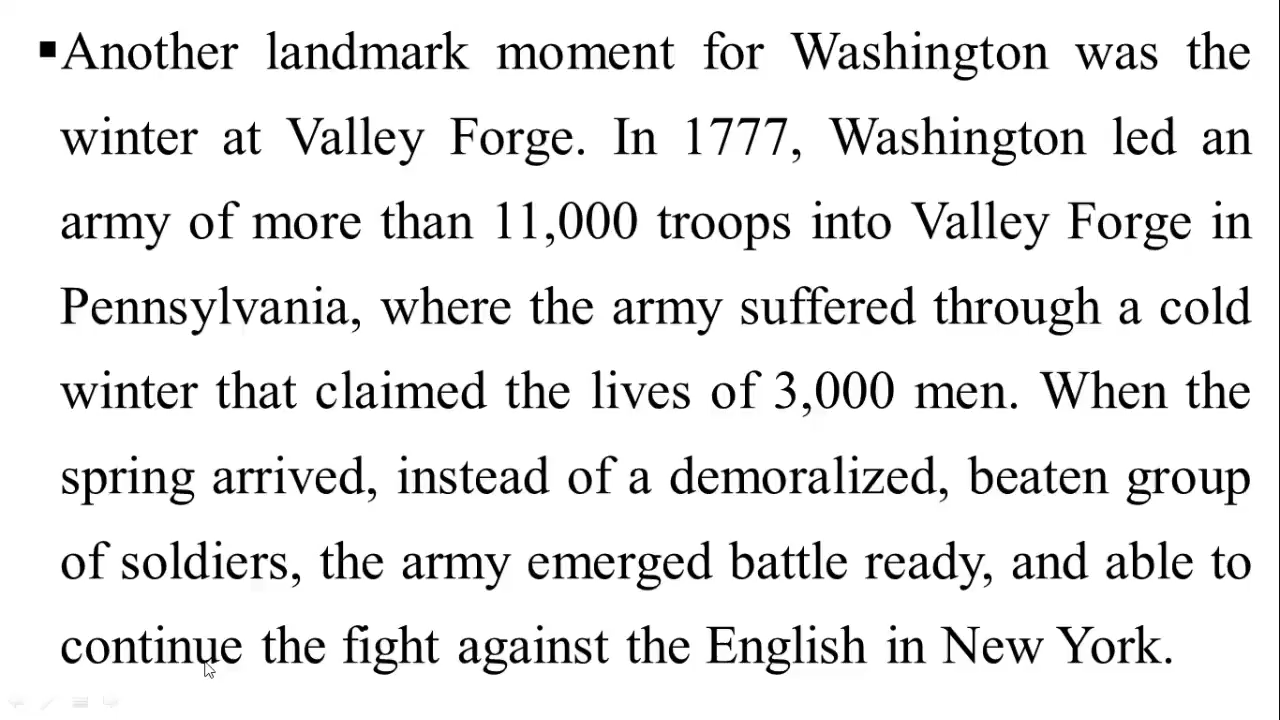 ▪Another landmark moment for Washington was the
winter at Valley Forge. In 1777, Washington led an
army of more than 11,000 troops into Valley Forge in
Pennsylvania, where the army suffered through a cold
winter that claimed the lives of 3,000 men. When the
spring arrived, instead of a demoralized, beaten group
of soldiers, the army emerged battle ready, and able to
continue the fight against the English in New York.